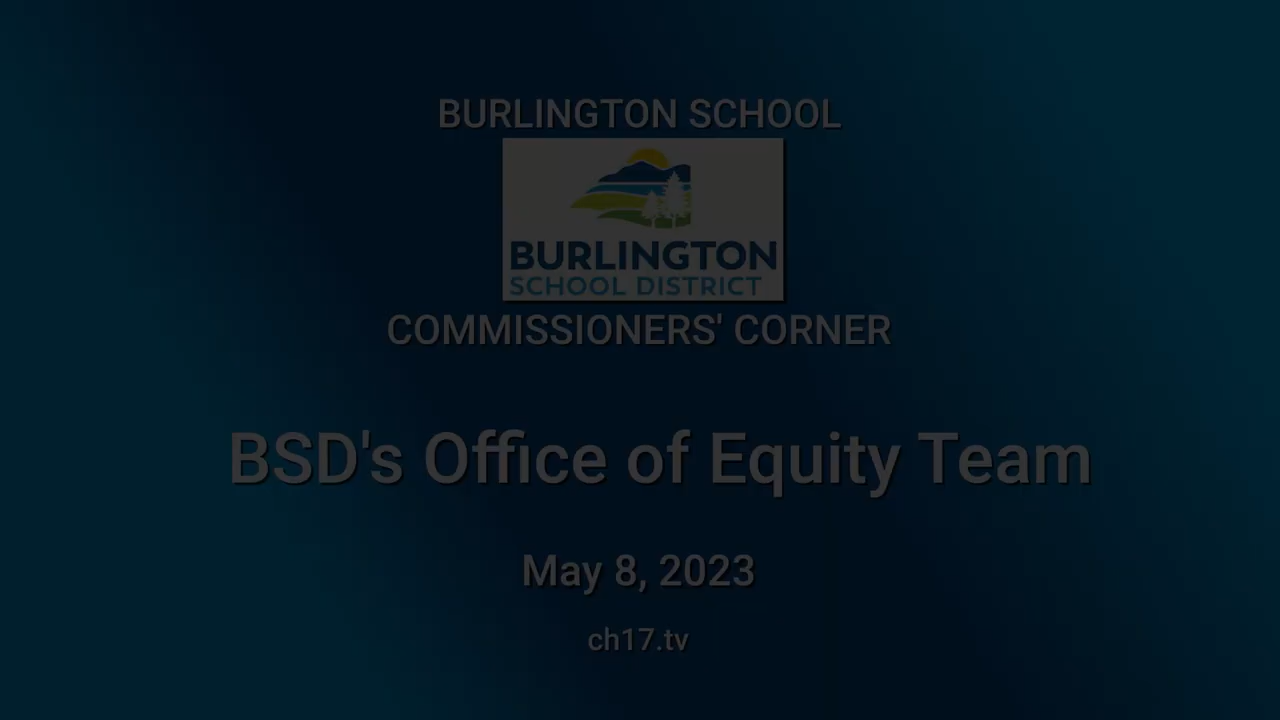 BURLINGTON SCHOOL
BURLINGTON
SCHOOL DISTRICT
COMMISSIONERS' CORNER
BSD's Office of Equity Team
May 8, 2023
ch17.tv